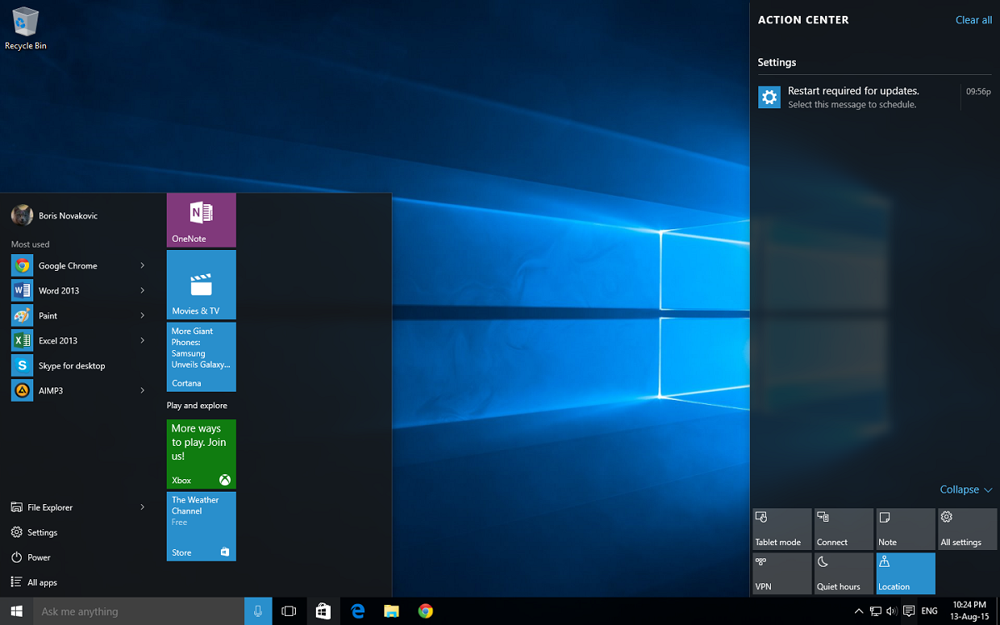 Recycle Bin
Boris Novakovic
Most used
Google Chrome
Word 2013
Paint
Excel 2013
Skype for desktop
AIMP3
File Explorer
Settings
Power
All apps
OneNote
Movies & TV
More Giant
Phones:
Samsung
Unveils Galaxy...
Cortana
Play and explore
More ways
to play. Join
us!
Xbox
The Weather
Channel
Free
Store
ACTION CENTER
Clear all
Settings
Restart required for updates.
09:56p
Select this message to schedule.
Collapse
Tablet mode
Connect
Note
All settings
VPN
Quiet hours
Location
Ask me anything
ENG
10:24 PM
13-Aug-15